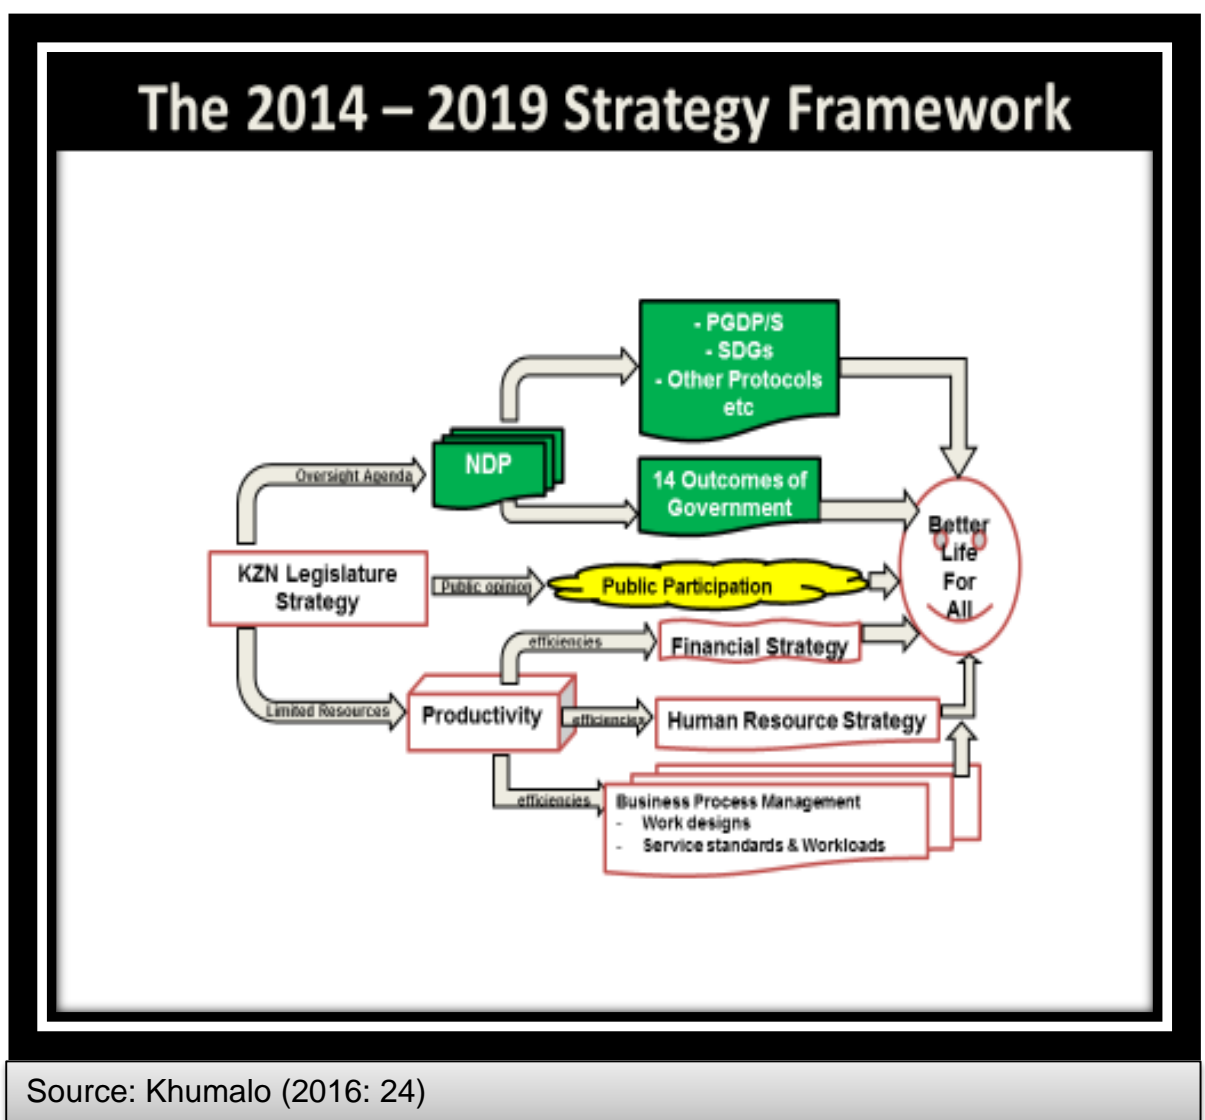 The 2014 – 2019 Strategy Framework
- PGDP/S
- SDGs
- Other Protocols
etc
Oversight Agenda
NDP
14 Outcomes of
Government
KZN Legislature
Strategy
Public opinion
Public Participation
Better
Life
For
All
efficiencies
Financial Strategy
Limited Resources
Productivity
efficiencies
Human Resource Strategy
efficiencies
Business Process Management
- Work designs
- Service standards & Workloads
Source: Khumalo (2016: 24)